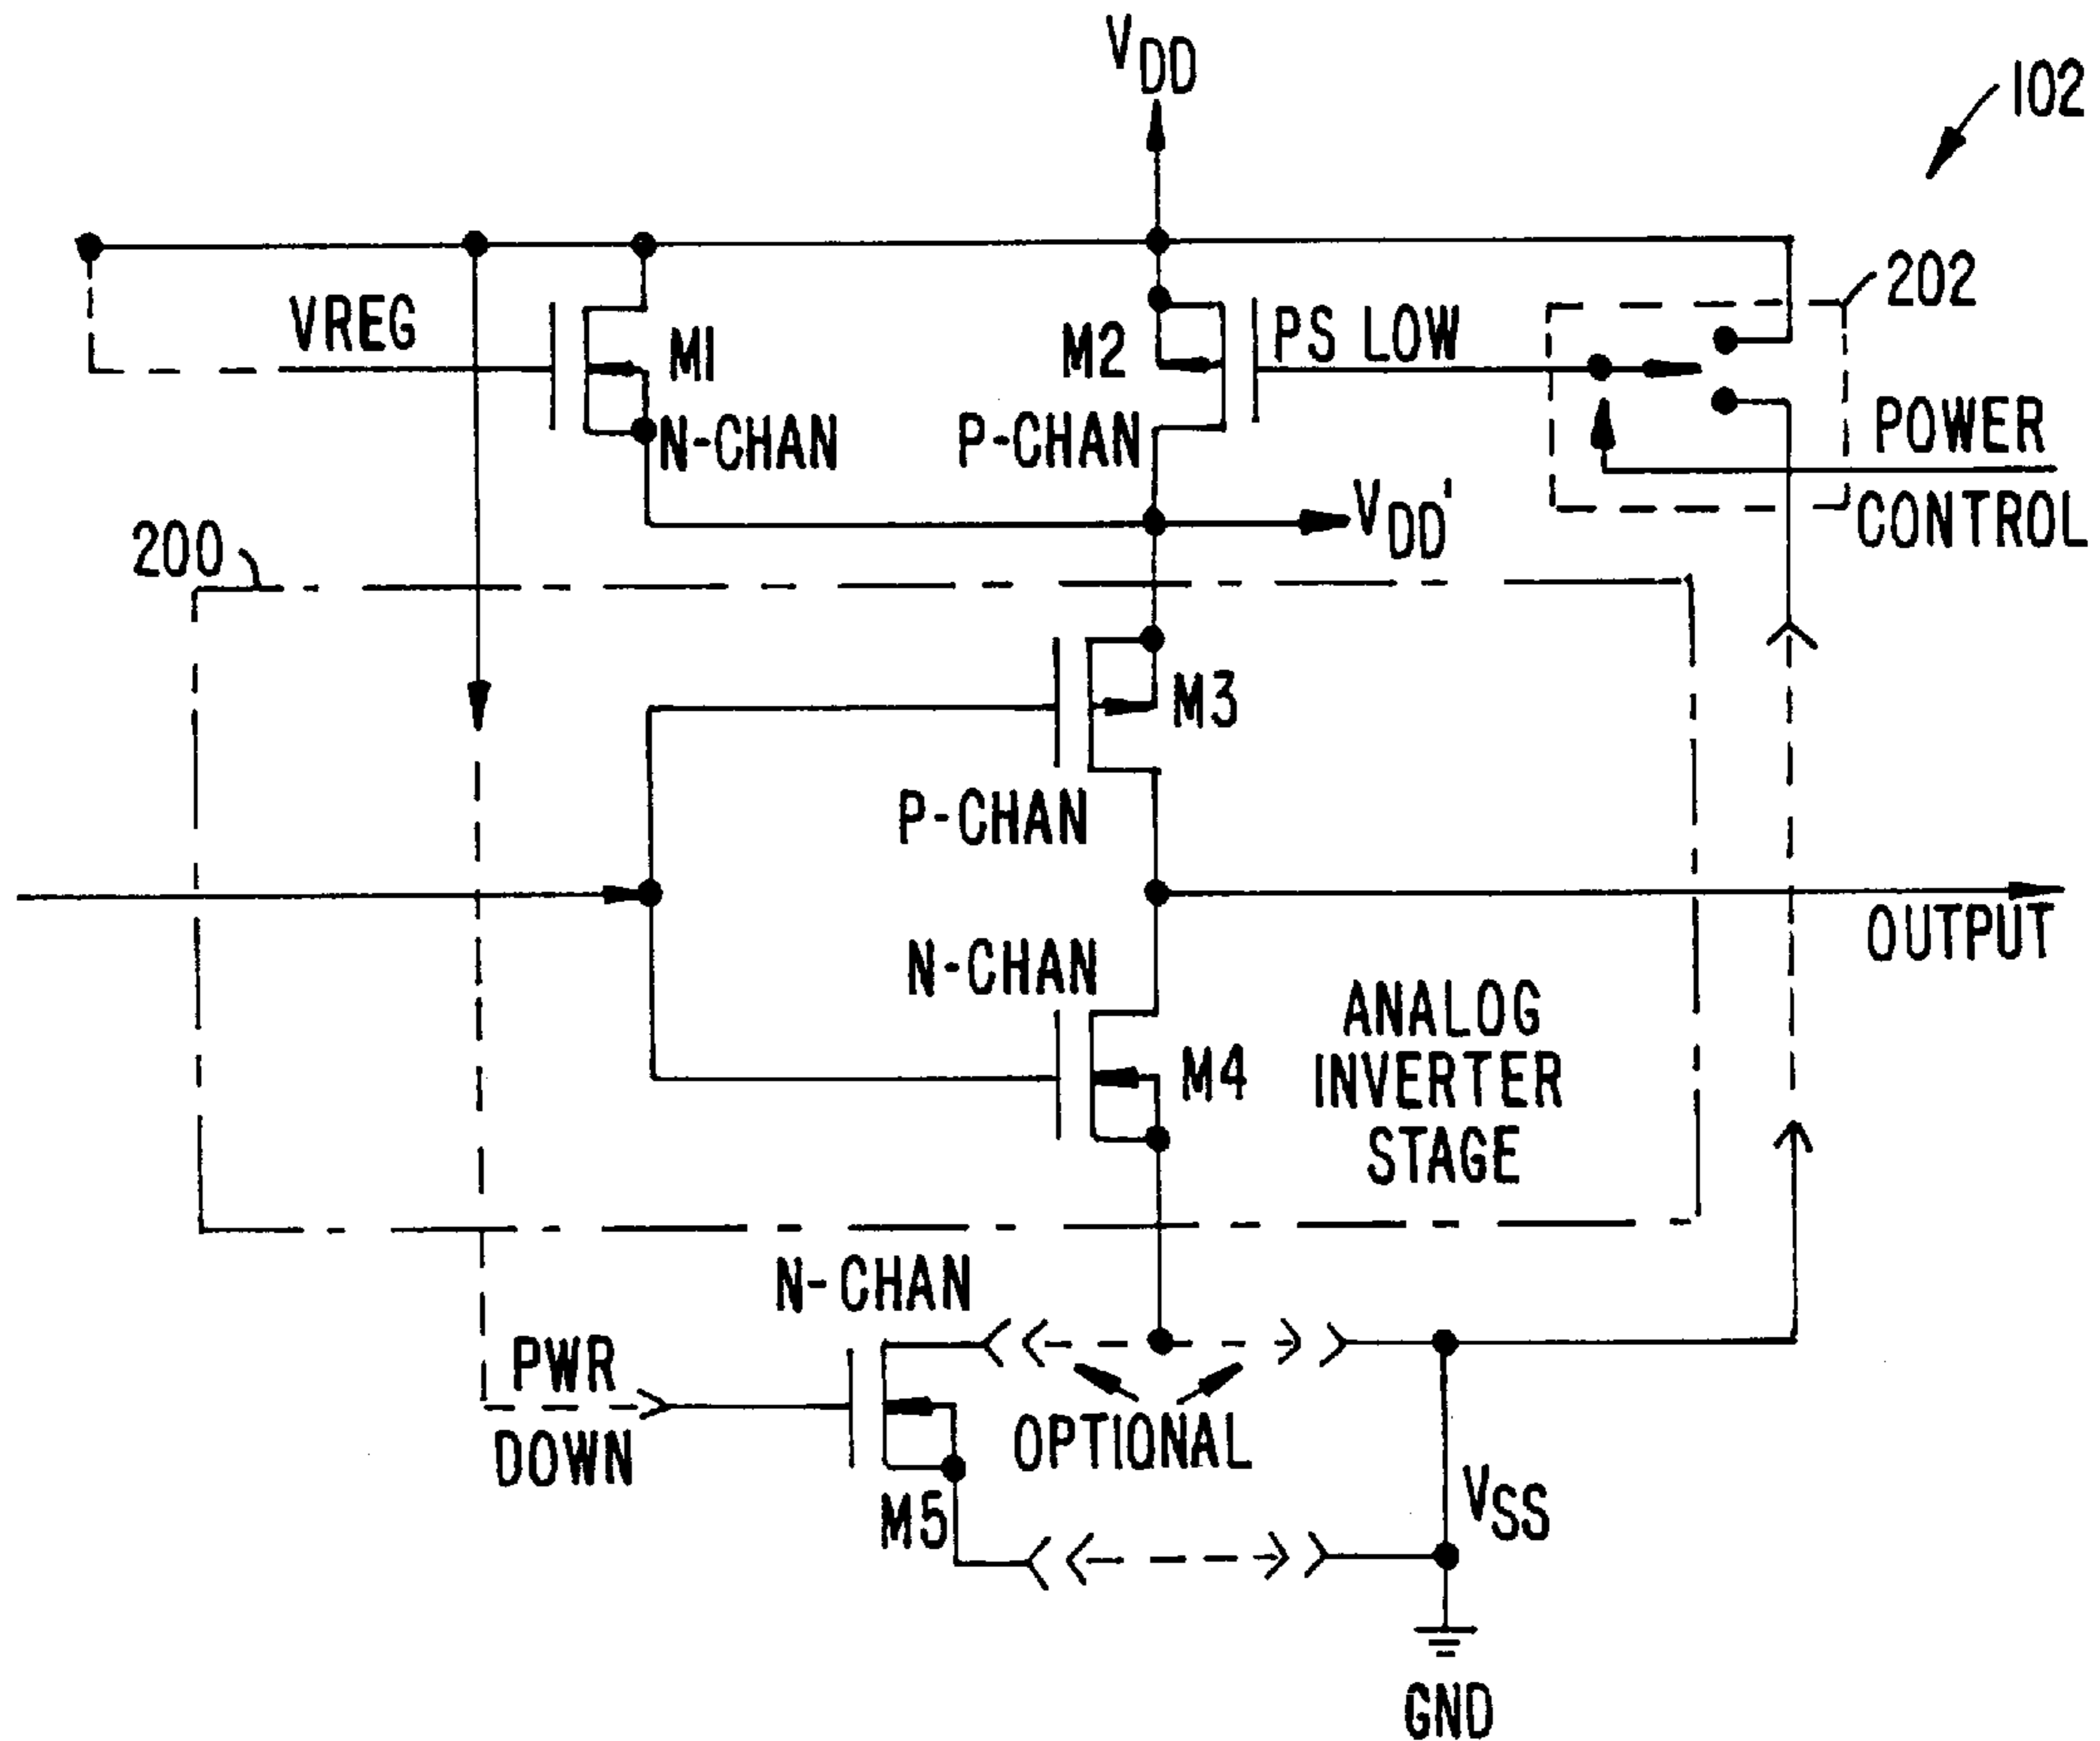 VDD
102
202
VREG
M1
N-CHAN
M2
P-CHAN
PS LOW
POWER
CONTROL
VDD'
200
M3
P-CHAN
OUTPUT
N-CHAN
M4
ANALOG
INVERTER
STAGE
N-CHAN
PWR
DOWN
OPTIONAL
M5
VSS
GND